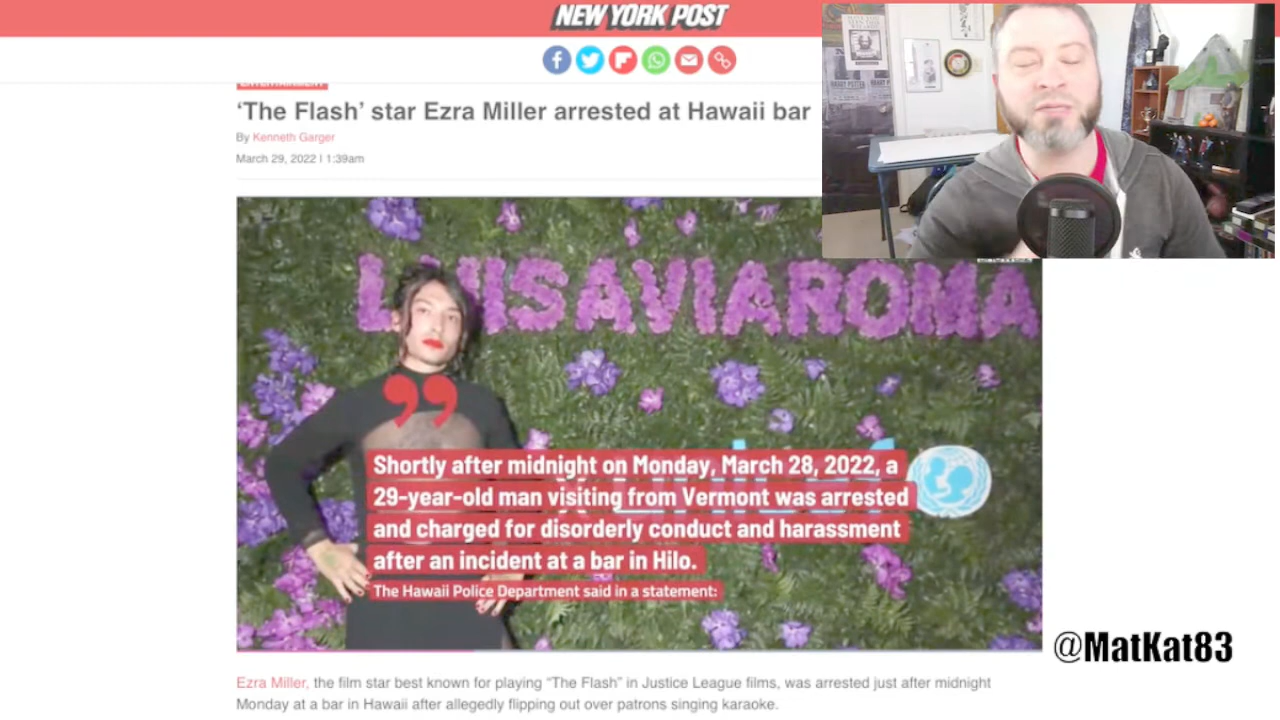 NEW YORK POST
ENTERTAINMENT
‘The Flash’ star Ezra Miller arrested at Hawaii bar
By Kenneth Garger
March 29, 2022 | 1:39am
LUISAVIAROMA
”
Shortly after midnight on Monday, March 28, 2022, a
29-year-old man visiting from Vermont was arrested
and charged for disorderly conduct and harassment
after an incident at a bar in Hilo.
The Hawaii Police Department said in a statement:
@MatKat83
Ezra Miller, the film star best known for playing “The Flash” in Justice League films, was arrested just after midnight
Monday at a bar in Hawaii after allegedly flipping out over patrons singing karaoke.